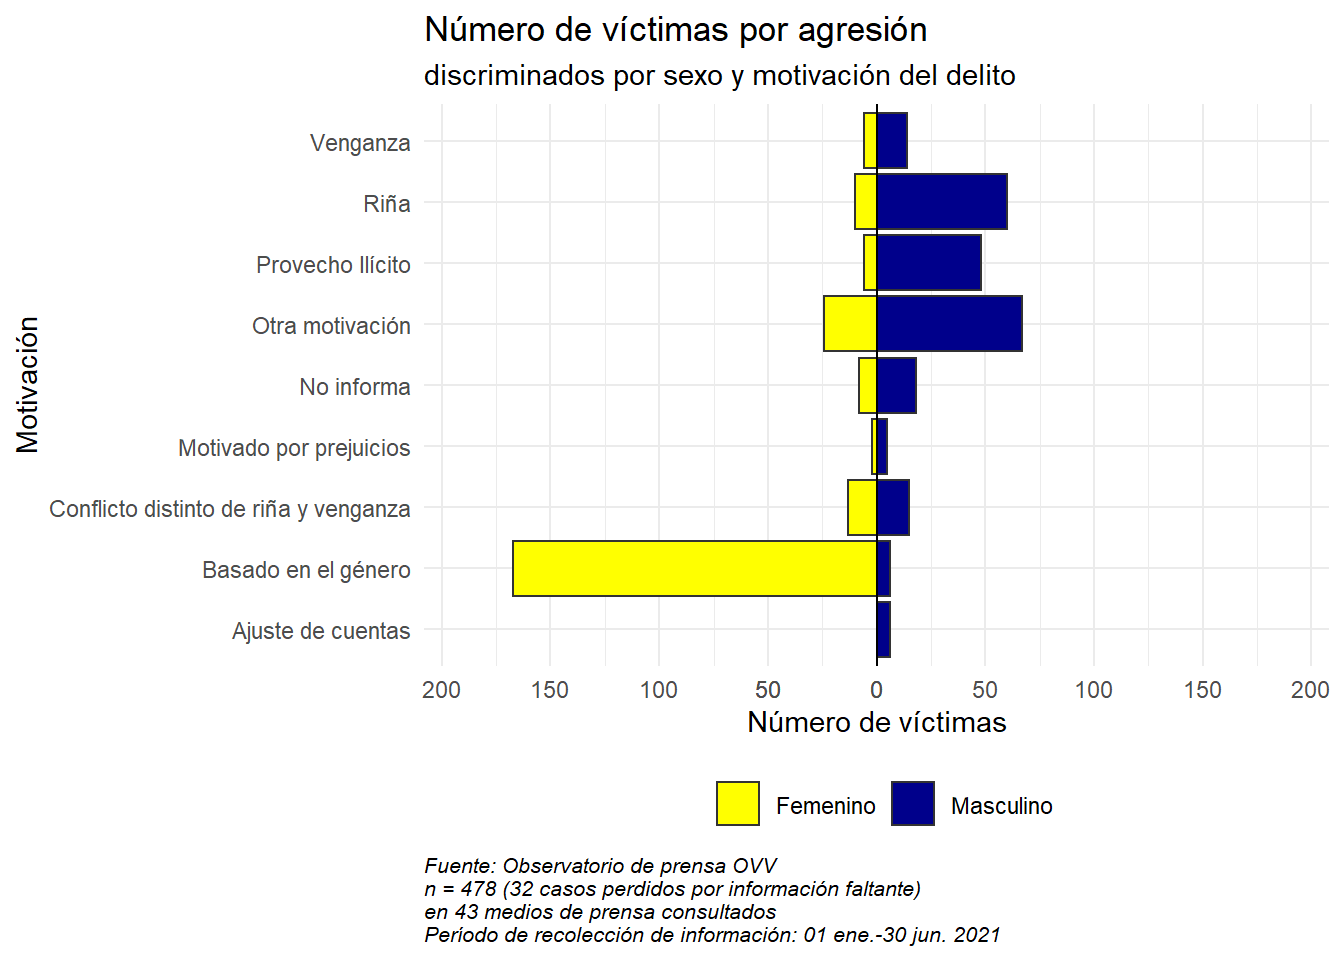 Número de víctimas por agresión
discriminados por sexo y motivación del delito
Motivación
Venganza
Riña
Provecho Ilícito
Otra motivación
No informa
Motivado por prejuicios
Conflicto distinto de riña y venganza
Basado en el género
Ajuste de cuentas
200 150 100 50 0 50 100 150 200
Número de víctimas
Femenino Masculino
Fuente: Observatorio de prensa OVV
n = 478 (32 casos perdidos por información faltante)
en 43 medios de prensa consultados
Período de recolección de información: 01 ene.-30 jun. 2021